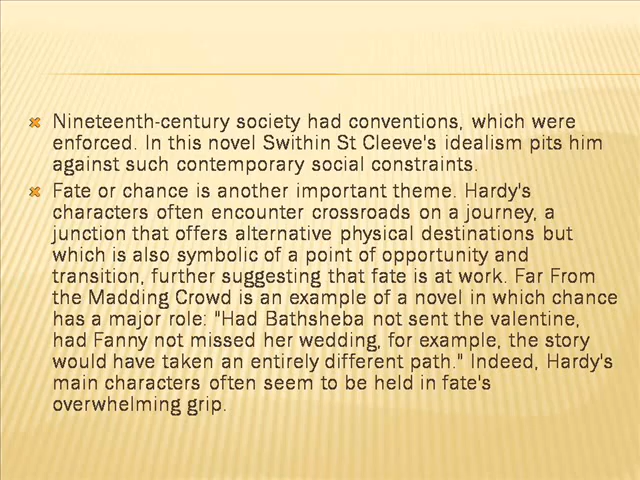 Nineteenth-century society had conventions, which were
enforced. In this novel Swithin St Cleeve's idealism pits him
against such contemporary social constraints.
Fate or chance is another important theme. Hardy's
characters often encounter crossroads on a journey, a
junction that offers alternative physical destinations but
which is also symbolic of a point of opportunity and
transition, further suggesting that fate is at work. Far From
the Madding Crowd is an example of a novel in which chance
has a major role: "Had Bathsheba not sent the valentine,
had Fanny not missed her wedding, for example, the story
would have taken an entirely different path." Indeed, Hardy's
main characters often seem to be held in fate's
overwhelming grip.